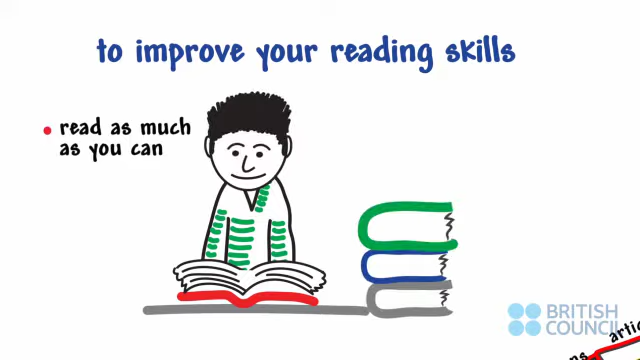 to improve your reading skills
read as much
as you can
BRITISH
COUNCIL